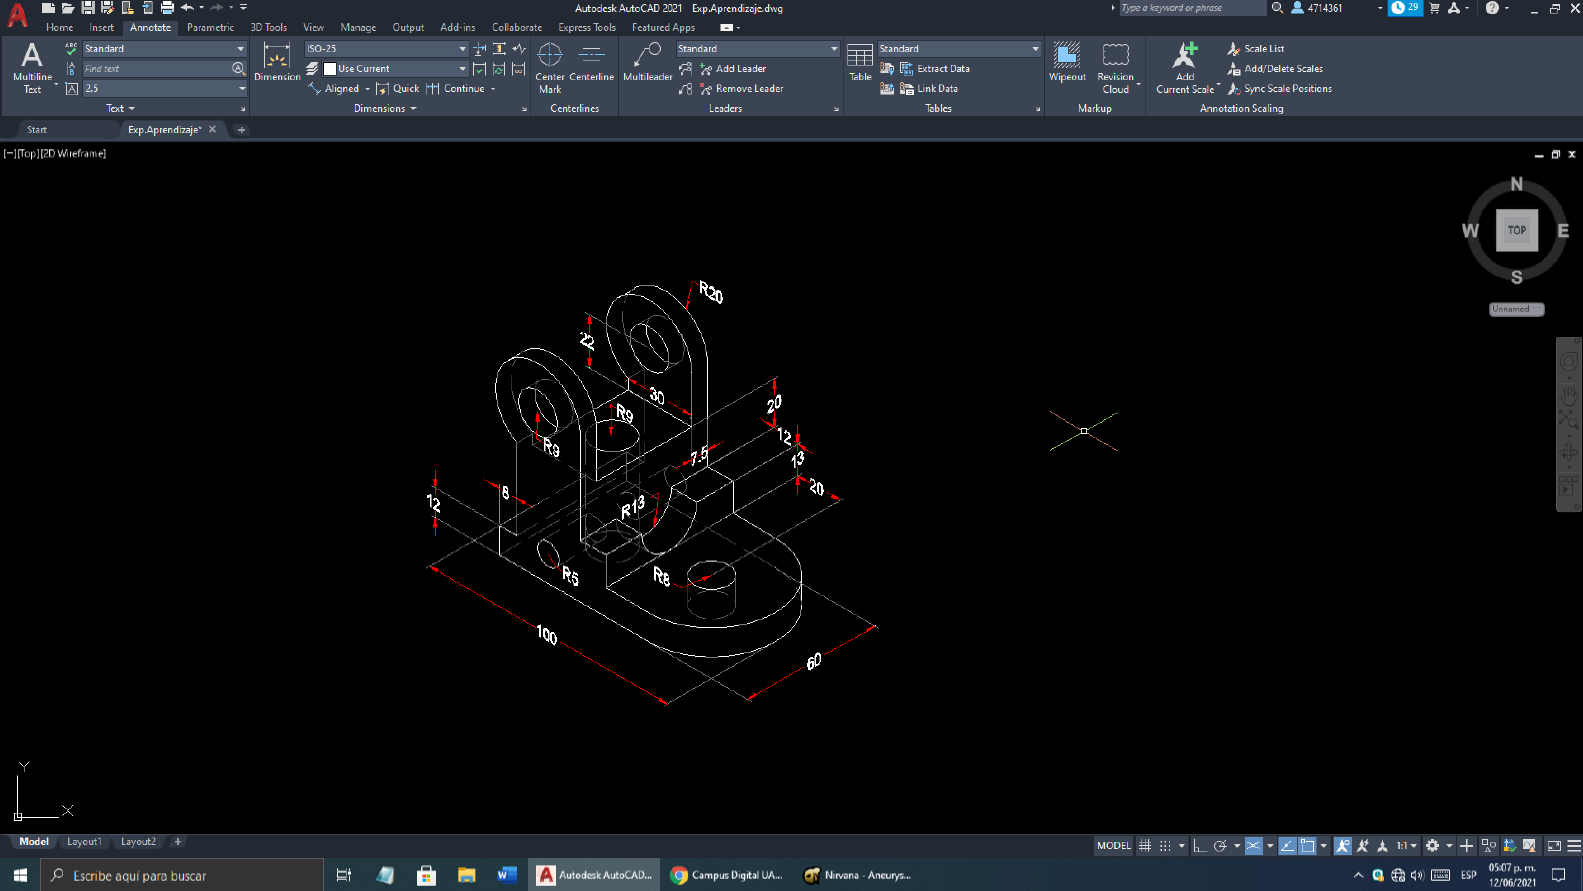 Autodesk AutoCAD 2021 Exp.Aprendizaje.dwg
Type a keyword or phrase
4714361
29
Home Insert Annotate Parametric 3D Tools View Manage Output Add-ins Collaborate Express Tools Featured Apps
Multiline Text
Standard
Find text
2.5
Text
Dimension
ISO-25
Use Current
Aligned Quick Continue
Dimensions
Center Mark
Centerline
Centerlines
Multileader
Standard
Add Leader
Remove Leader
Leaders
Table
Standard
Extract Data
Link Data
Tables
Wipeout
Revision Cloud
Markup
Add Current Scale
Scale List
Add/Delete Scales
Sync Scale Positions
Annotation Scaling
Start Exp.Aprendizaje*
[−][Top][2D Wireframe]
N
W TOP E
S
Unnamed
R20
22
30
20
R9
R9
12
7.5
13
20
8
12
R13
R5
R8
100
60
Y
X
Model Layout1 Layout2
MODEL
1:1
Escribe aquí para buscar
Autodesk AutoCAD...
Campus Digital UA...
Nirvana - Aneurys...
ESP
05:07 p. m.
12/06/2021